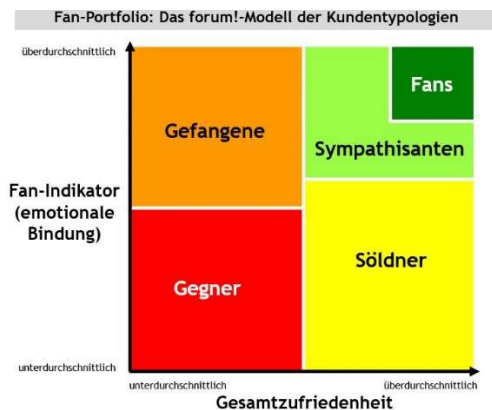 Fan-Portfolio: Das forum!-Modell der Kundentypologien
überdurchschnittlich
Fans
Gefangene
Sympathisanten
Fan-Indikator
(emotionale
Bindung)
Söldner
Gegner
unterdurchschnittlich
unterdurchschnittlich
überdurchschnittlich
Gesamtzufriedenheit